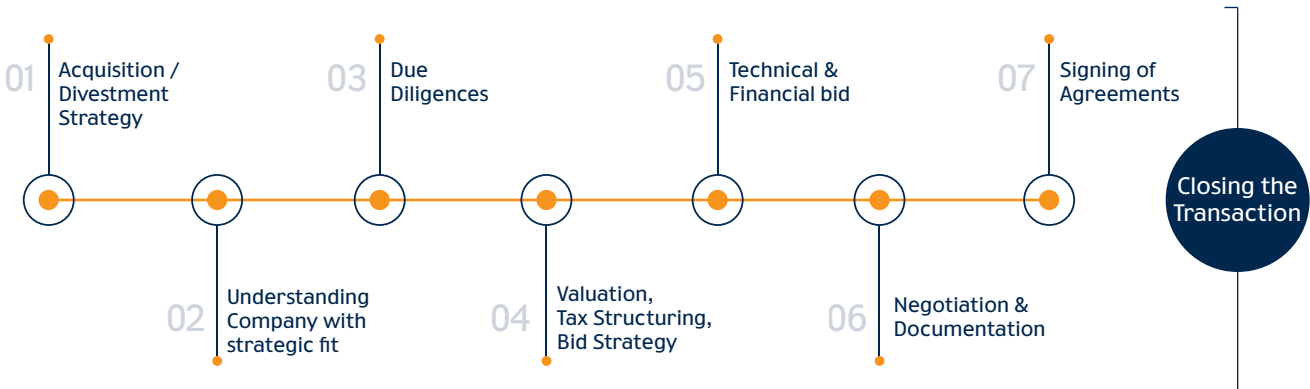 01
Acquisition /
Divestment
Strategy
02
Understanding
Company with
strategic fit
03
Due
Diligences
04
Valuation,
Tax Structuring,
Bid Strategy
05
Technical &
Financial bid
06
Negotiation &
Documentation
07
Signing of
Agreements
Closing the
Transaction